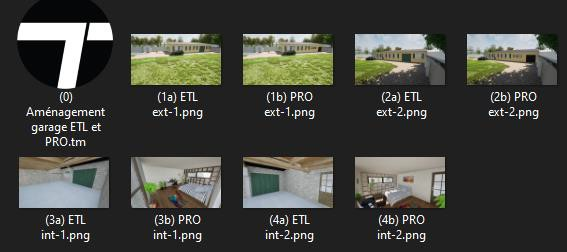 (0)
Aménagement
garage ETL et
PRO.tm
(1a) ETL
ext-1.png
(1b) PRO
ext-1.png
(2a) ETL
ext-2.png
(2b) PRO
ext-2.png
(3a) ETL
int-1.png
(3b) PRO
int-1.png
(4a) ETL
int-2.png
(4b) PRO
int-2.png